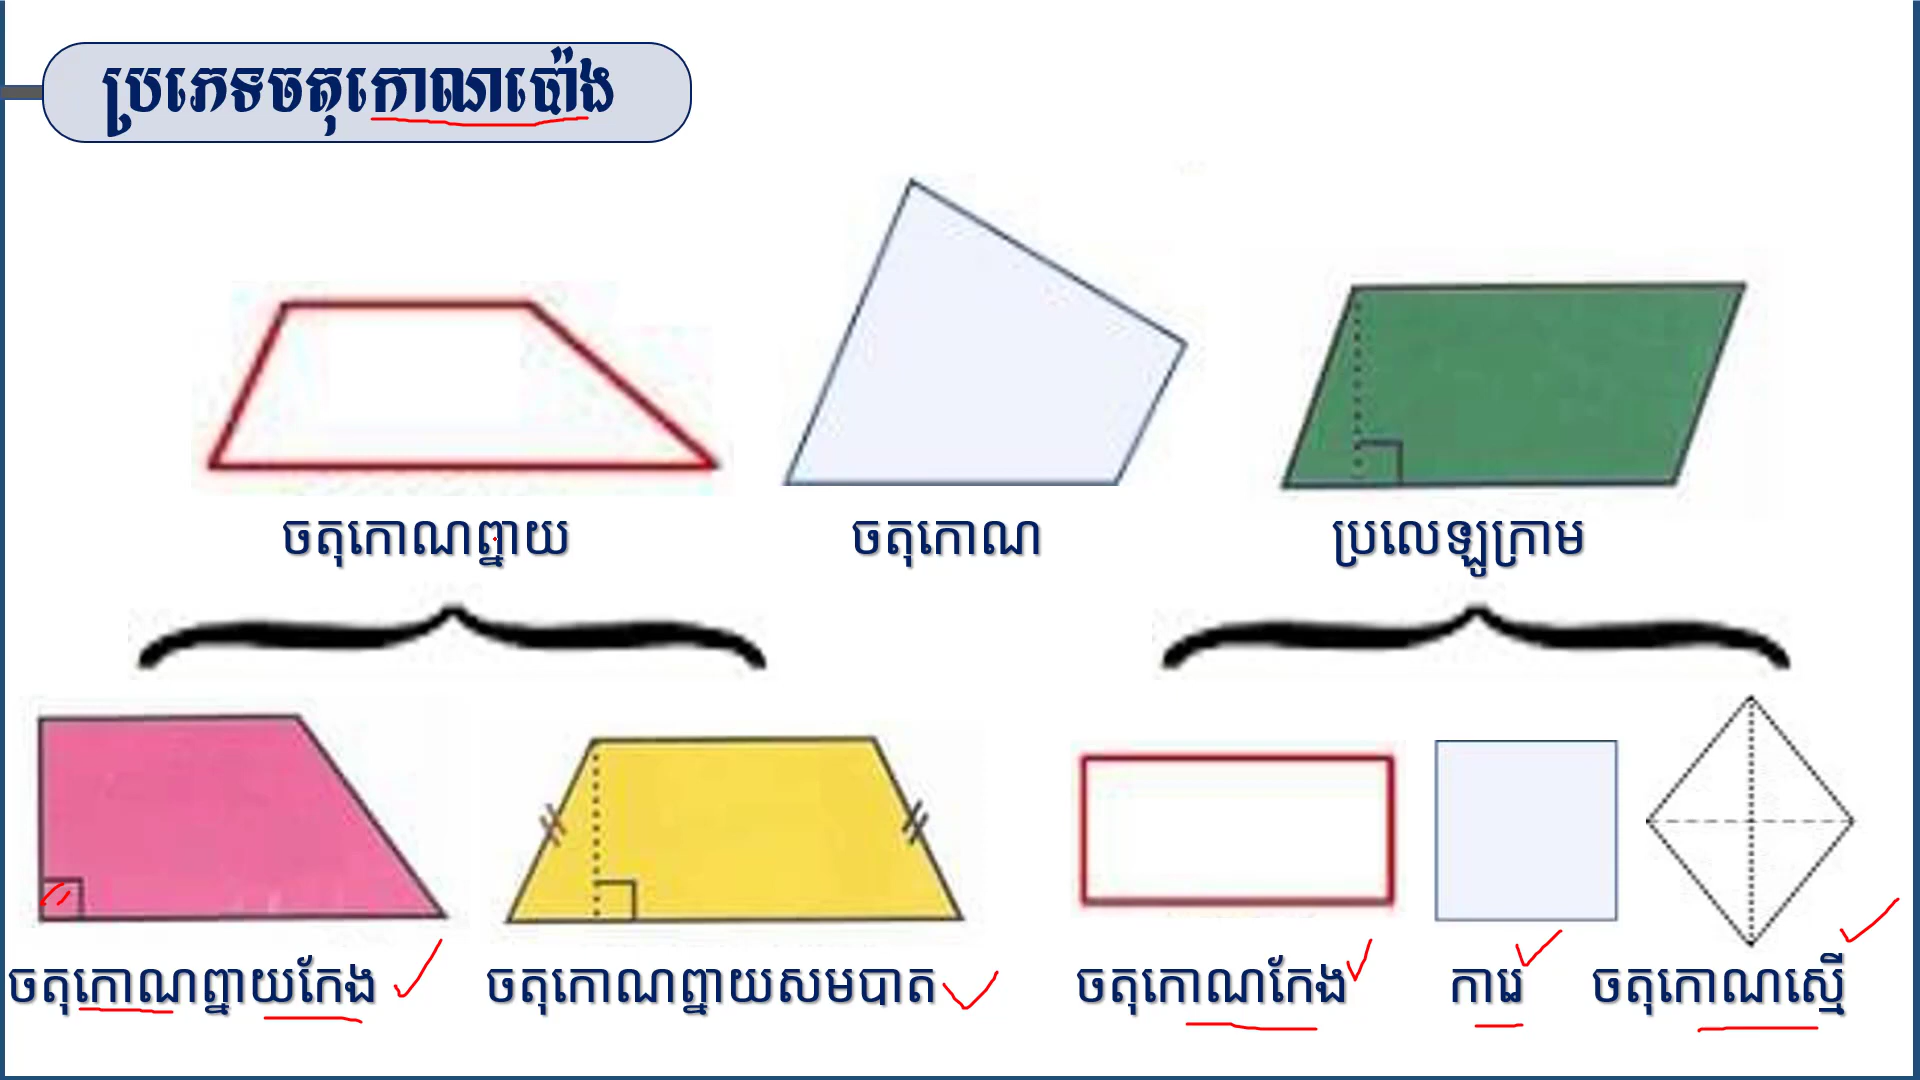 ប្រភេទចតុកោណប៉ោង
ចតុកោណព្នាយ
ចតុកោណ
ប្រលេឡូក្រាម
ចតុកោណព្នាយកែង
ចតុកោណព្នាយសមបាត
ចតុកោណកែង
ការេ
ចតុកោណស្មើ